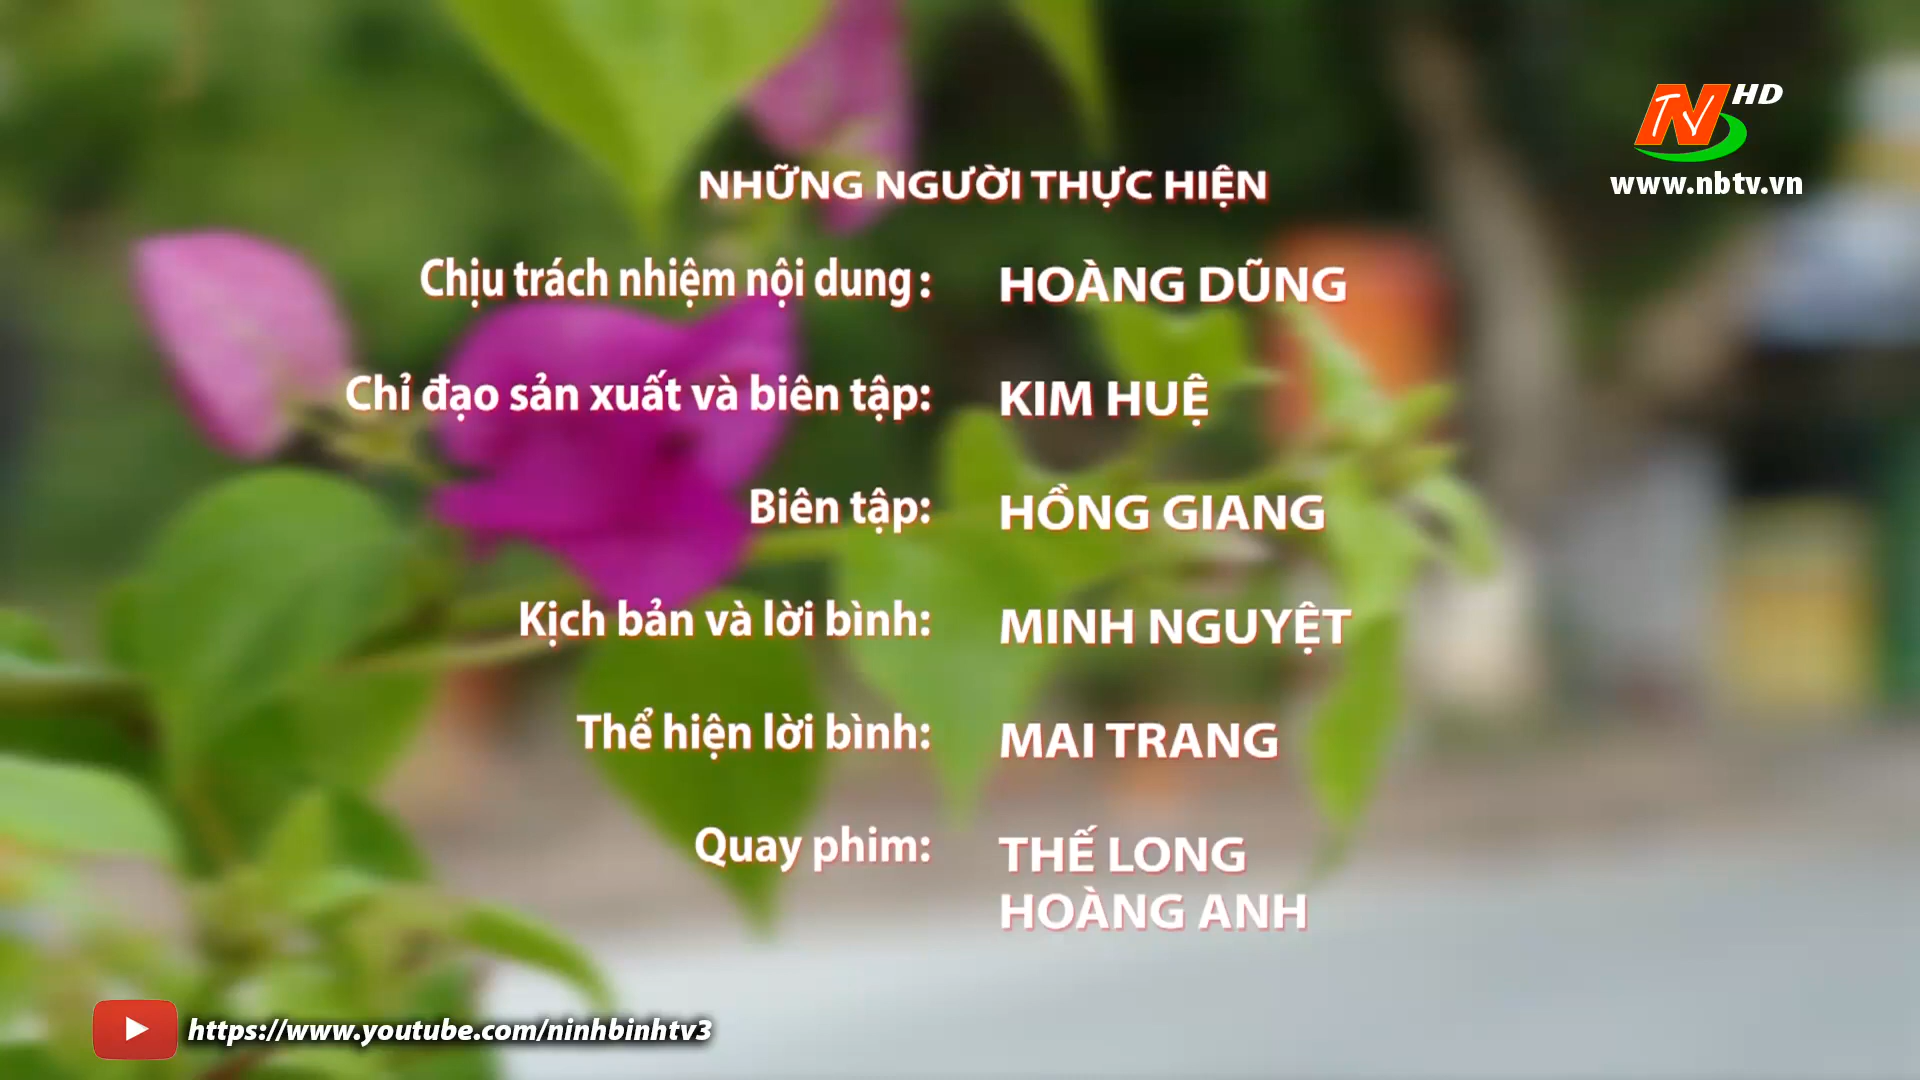 TV N HD
www.nbtv.vn
NHỮNG NGƯỜI THỰC HIỆN
Chịu trách nhiệm nội dung : HOÀNG DŨNG
Chỉ đạo sản xuất và biên tập: KIM HUỆ
Biên tập: HỒNG GIANG
Kịch bản và lời bình: MINH NGUYỆT
Thể hiện lời bình: MAI TRANG
Quay phim: THẾ LONG
HOÀNG ANH
https://www.youtube.com/ninhbinhtv3